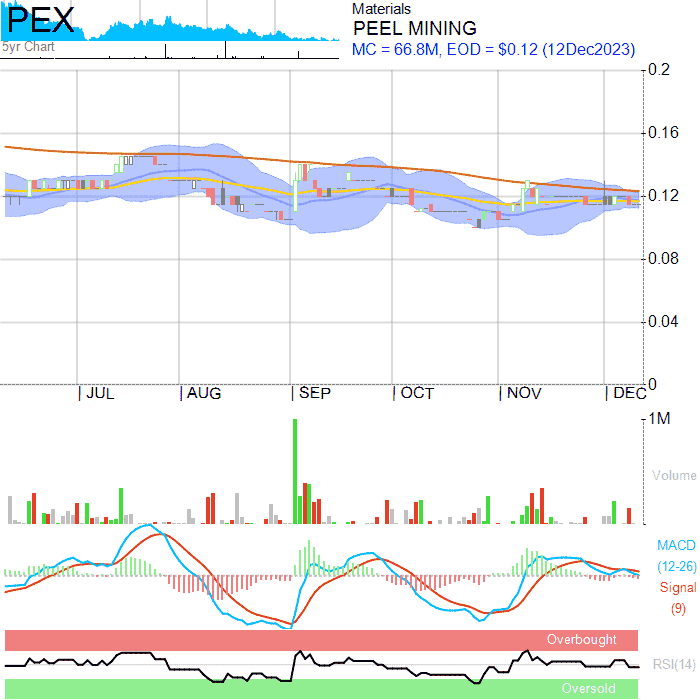 PEX
5yr Chart
Materials
PEEL MINING
MC = 66.8M, EOD = $0.12 (12Dec2023)
0.2
0.16
0.12
0.08
0.04
0
JUL AUG SEP OCT NOV DEC
1M
Volume
MACD
(12-26)
Signal
(9)
Overbought
RSI(14)
Oversold